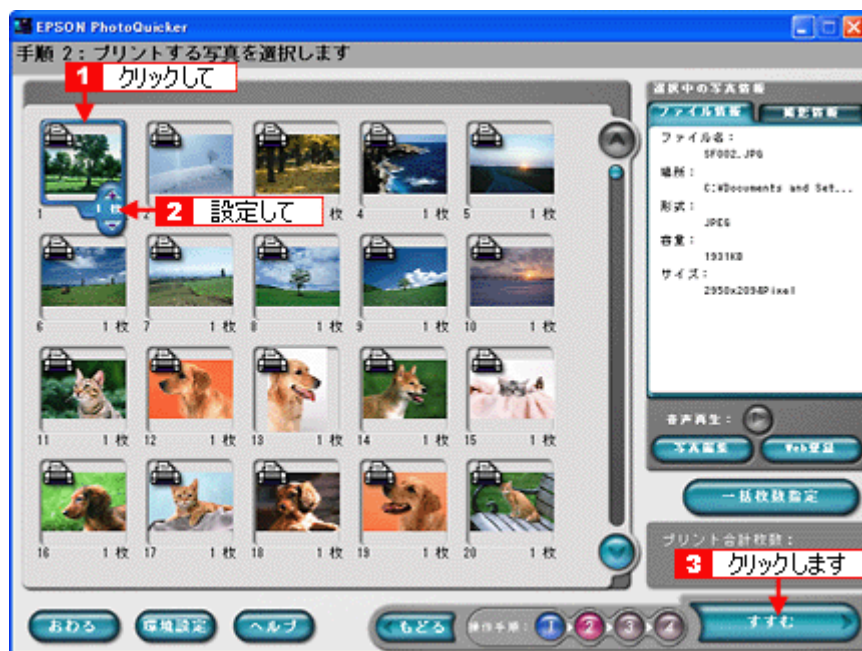 EPSON PhotoQuicker
手順 2：プリントする写真を選択します
1 クリックして
選択中の写真情報
ファイル情報 撮影情報
ファイル名：
SF002.JPG
場所：
C:¥Documents and Set...
形式：
JPEG
容量：
1931KB
サイズ：
2950x2094Pixel
1 1 枚 2 枚 4 1 枚 5 1 枚
2 設定して
6 1 枚 7 1 枚 8 1 枚 9 1 枚 10 1 枚
11 1 枚 12 1 枚 13 1 枚 14 1 枚 15 1 枚
音声再生：
写真編集 Web登録
一括枚数指定
16 1 枚 17 1 枚 18 1 枚 19 1 枚 20 1 枚
プリント合計枚数：
3 クリックします
おわる 環境設定 ヘルプ もどる 操作手順： 1 2 3 4 すすむ